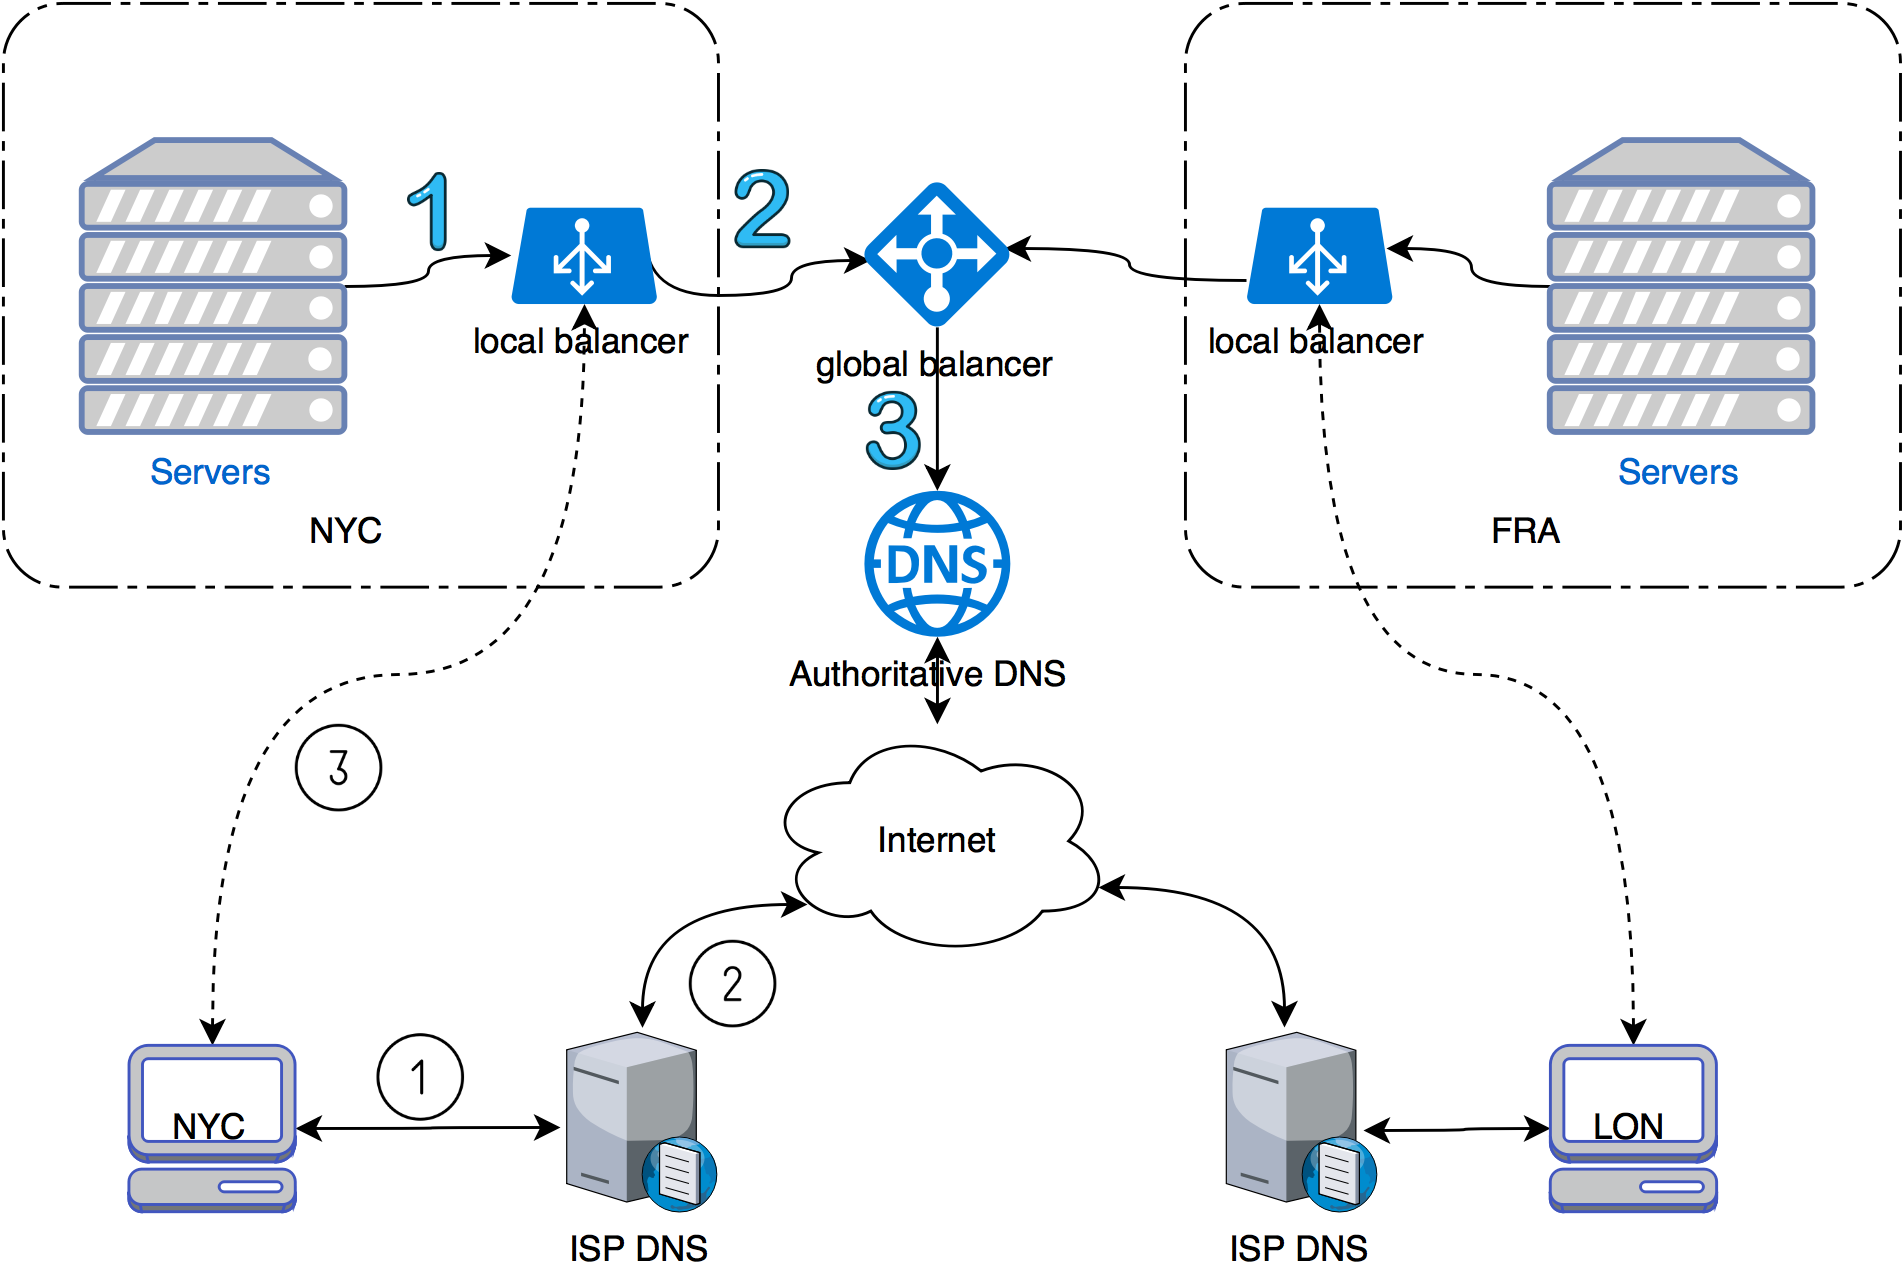 1
2
local balancer
local balancer
global balancer
3
Servers
Servers
NYC
FRA
DNS
Authoritative DNS
3
Internet
2
1
NYC
LON
ISP DNS
ISP DNS